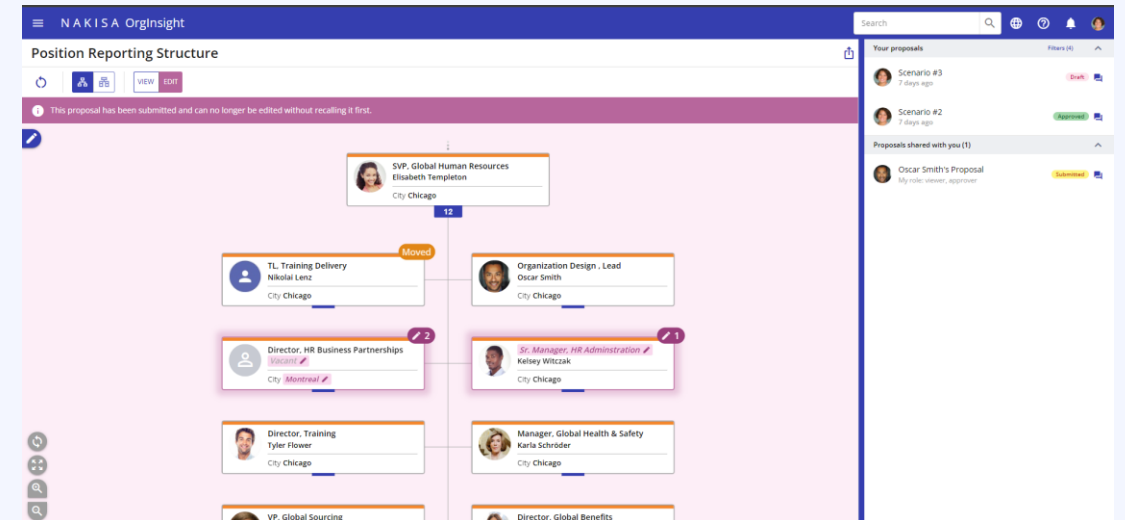 NAKISA OrgInsight
Search
Position Reporting Structure
VIEW EDIT
This proposal has been submitted and can no longer be edited without recalling it first.
SVP, Global Human Resources
Elisabeth Templeton
City Chicago
12
Moved
TL, Training Delivery
Nikolai Lenz
City Chicago
Organization Design , Lead
Oscar Smith
City Chicago
2
Director, HR Business Partnerships
Vacant
City Montreal
1
Sr. Manager, HR Adminstration
Kelsey Witczak
City Chicago
Director, Training
Tyler Flower
City Chicago
Manager, Global Health & Safety
Karla Schröder
City Chicago
VP, Global Sourcing
Director, Global Benefits
Your proposals
Filters (4)
Scenario #3
Draft
7 days ago
Scenario #2
Approved
7 days ago
Proposals shared with you (1)
Oscar Smith's Proposal
Submitted
My role: viewer, approver